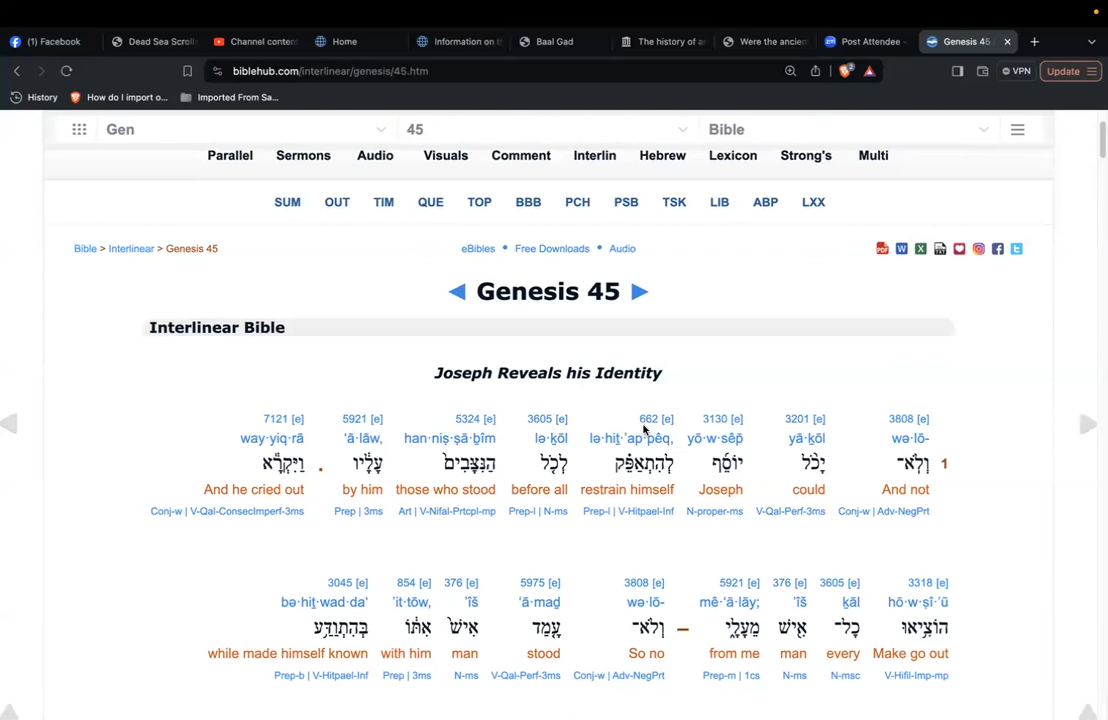 (1) Facebook
Dead Sea Scroll
Channel content
Home
Information on th
Baal Gad
The history of an
Were the ancien
Post Attendee –
Genesis 45
biblehub.com/interlinear/genesis/45.htm
2
VPN
Update
History
How do I import o...
Imported From Sa...
Gen
45
Bible
Parallel Sermons Audio Visuals Comment Interlin Hebrew Lexicon Strong's Multi
SUM OUT TIM QUE TOP BBB PCH PSB TSK LIB ABP LXX
Bible > Interlinear > Genesis 45
eBibles • Free Downloads • Audio
◄ Genesis 45 ►
Interlinear Bible
Joseph Reveals his Identity
7121 [e] 5921 [e] 5324 [e] 3605 [e] 662 [e] 3130 [e] 3201 [e] 3808 [e]
way·yiq·rā ‘ā·lāw, han·niṣ·ṣā·ḇîm lə·ḵōl lə·hiṯ·’ap·pêq, yō·w·sêp̄ yā·ḵōl wə·lō-
1 וְלֹֽא־ יָכֹ֨ל יוֹסֵ֜ף לְהִתְאַפֵּ֗ק לְכֹ֤ל הַנִּצָּבִים֙ עָלָ֔יו . וַיִּקְרָ֕א
And he cried out by him those who stood before all restrain himself Joseph could And not
Conj-w | V-Qal-ConsecImperf-3ms Prep | 3ms Art | V-Nifal-Prtcpl-mp Prep-l | N-ms Prep-l | V-Hitpael-Inf N-proper-ms V-Qal-Perf-3ms Conj-w | Adv-NegPrt
3045 [e] 854 [e] 376 [e] 5975 [e] 3808 [e] 5921 [e] 376 [e] 3605 [e] 3318 [e]
bə·hiṯ·wad·da‘ ’it·tōw, ’îš ‘ā·maḏ wə·lō- mê·‘ā·lāy; ’îš ḵāl hō·w·ṣî·’ū
הוֹצִ֥יאוּ כָל־ אִ֖ישׁ מֵעָלָ֑י – וְלֹא־ עָ֤מַד אִישׁ֙ אִתּ֔וֹ בְּהִתְוַדַּ֥ע
while made himself known with him man stood So no from me man every Make go out
Prep-b | V-Hitpael-Inf Prep | 3ms N-ms V-Qal-Perf-3ms Conj-w | Adv-NegPrt Prep-m | 1cs N-ms N-msc V-Hifil-Imp-mp